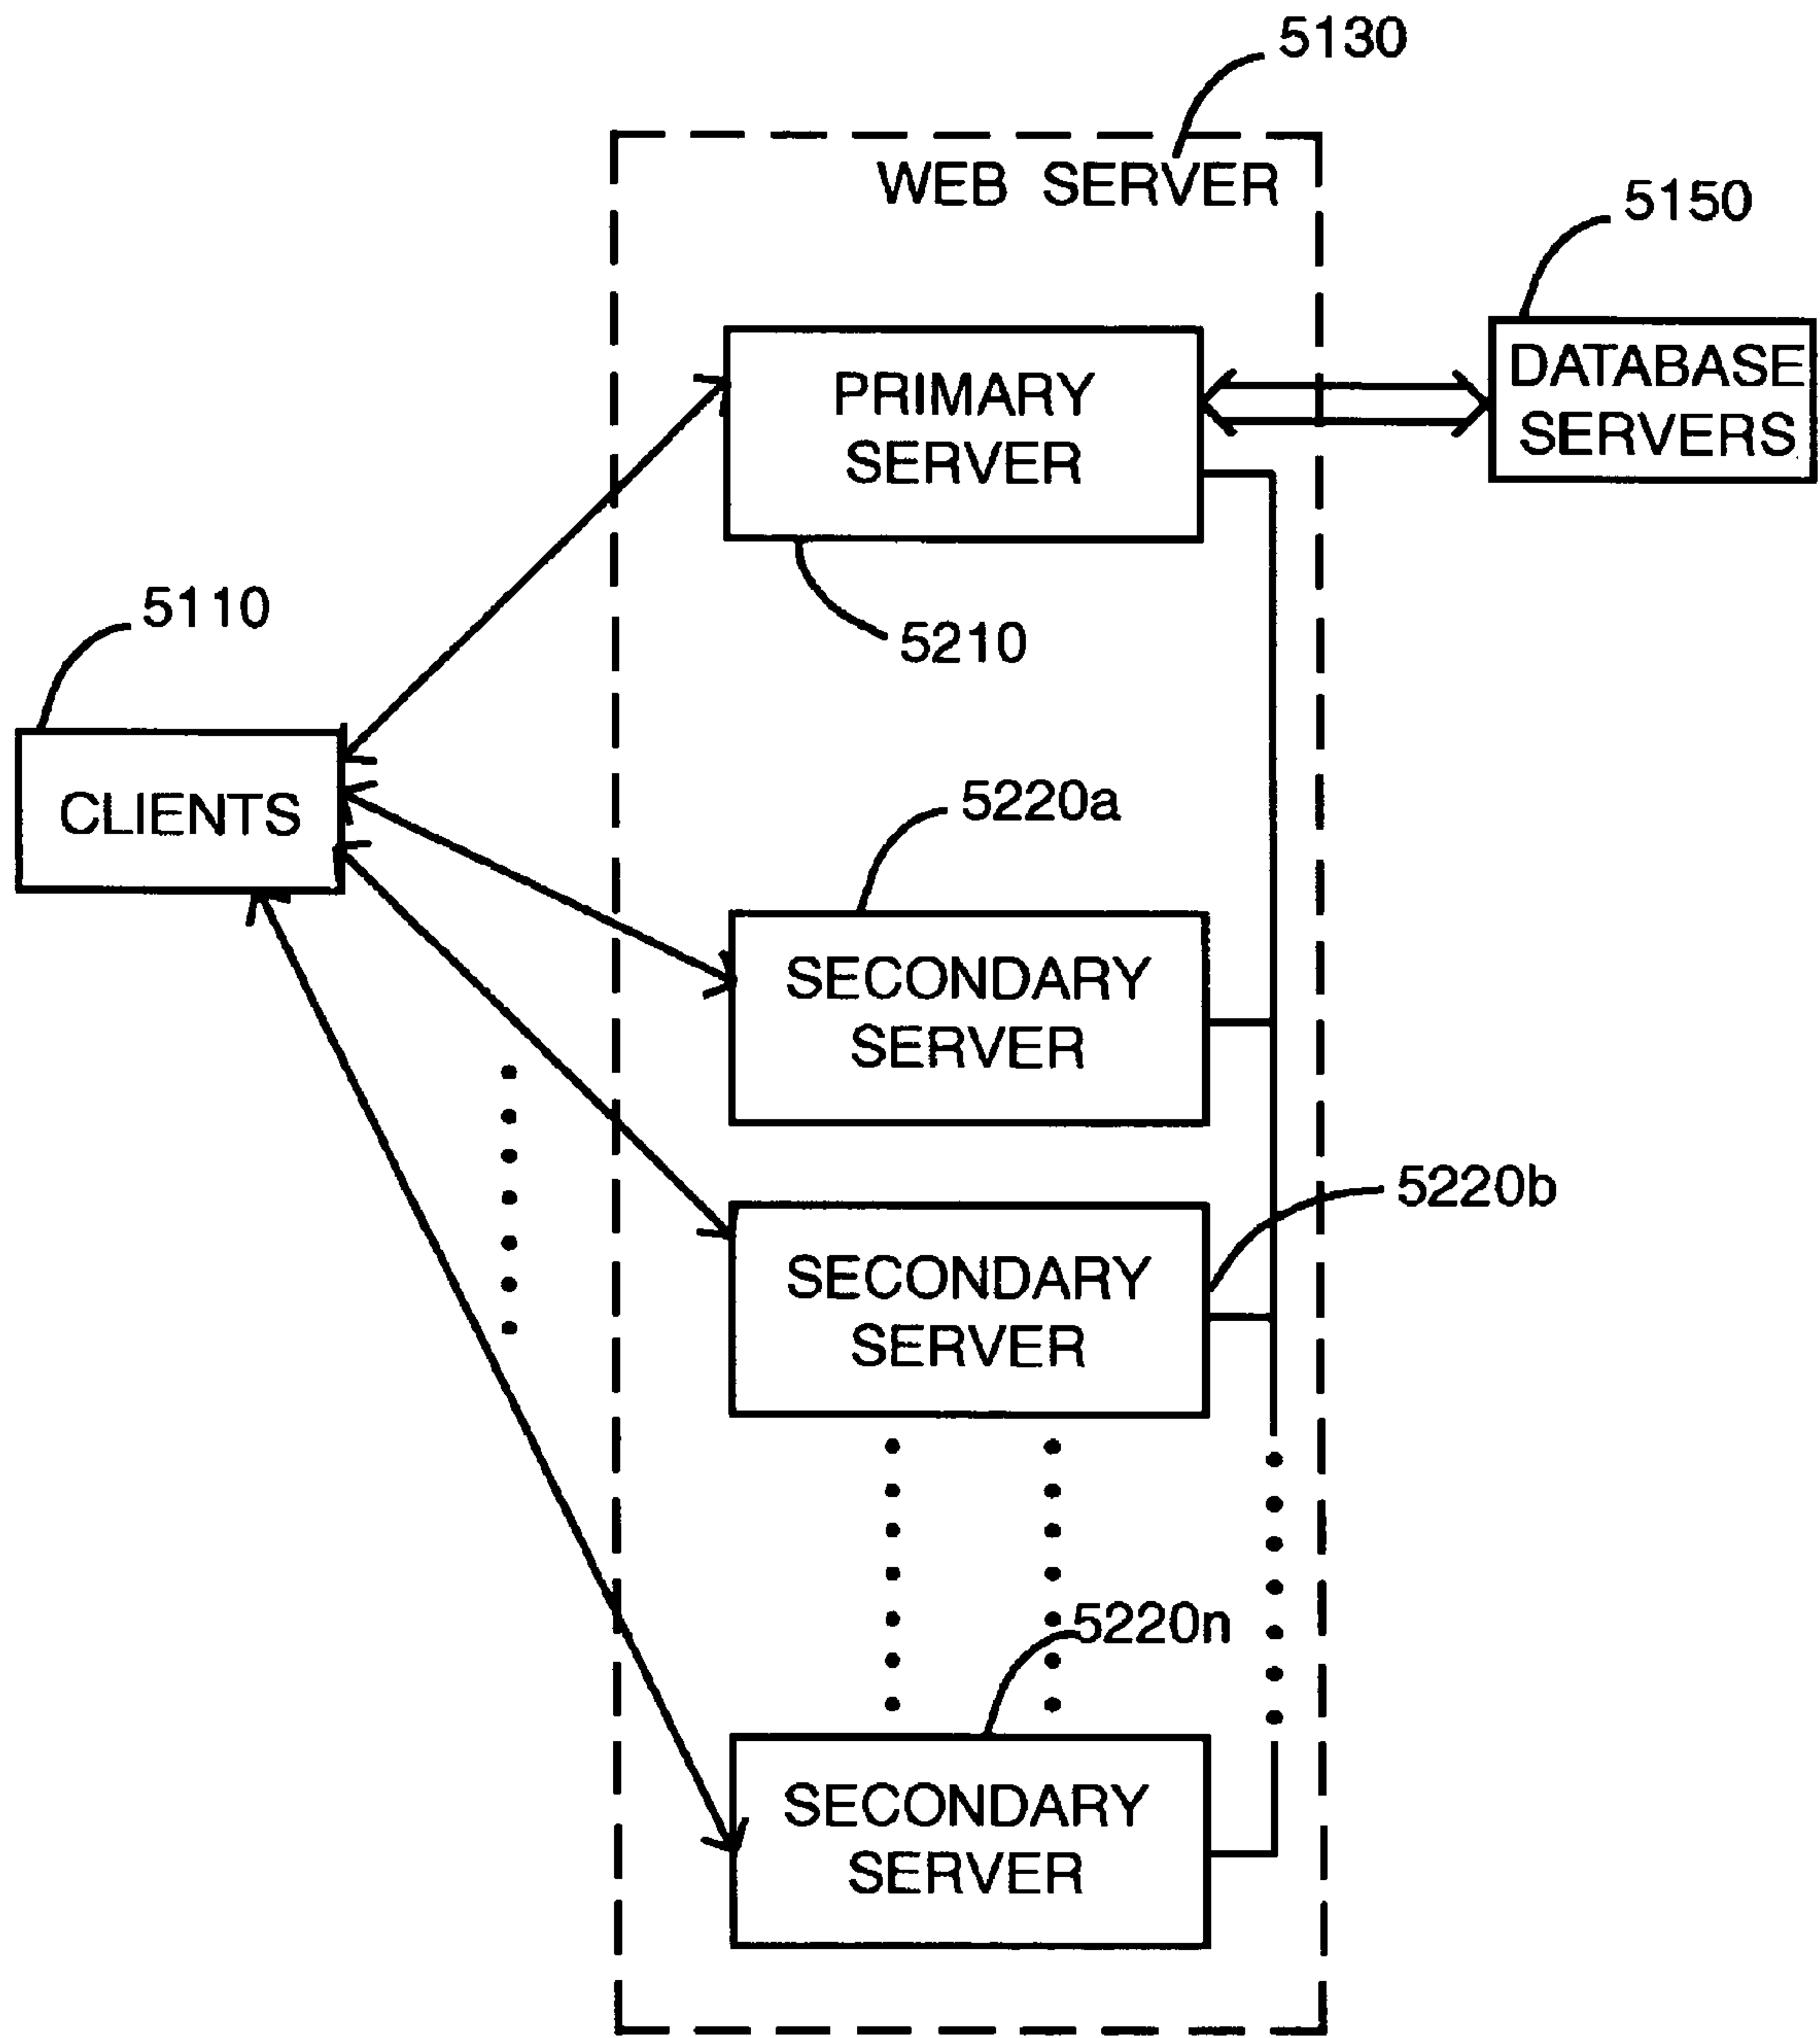 5130
WEB SERVER
5150
DATABASE
SERVERS
PRIMARY
SERVER
5210
5110
CLIENTS
5220a
SECONDARY
SERVER
5220b
SECONDARY
SERVER
5220n
SECONDARY
SERVER